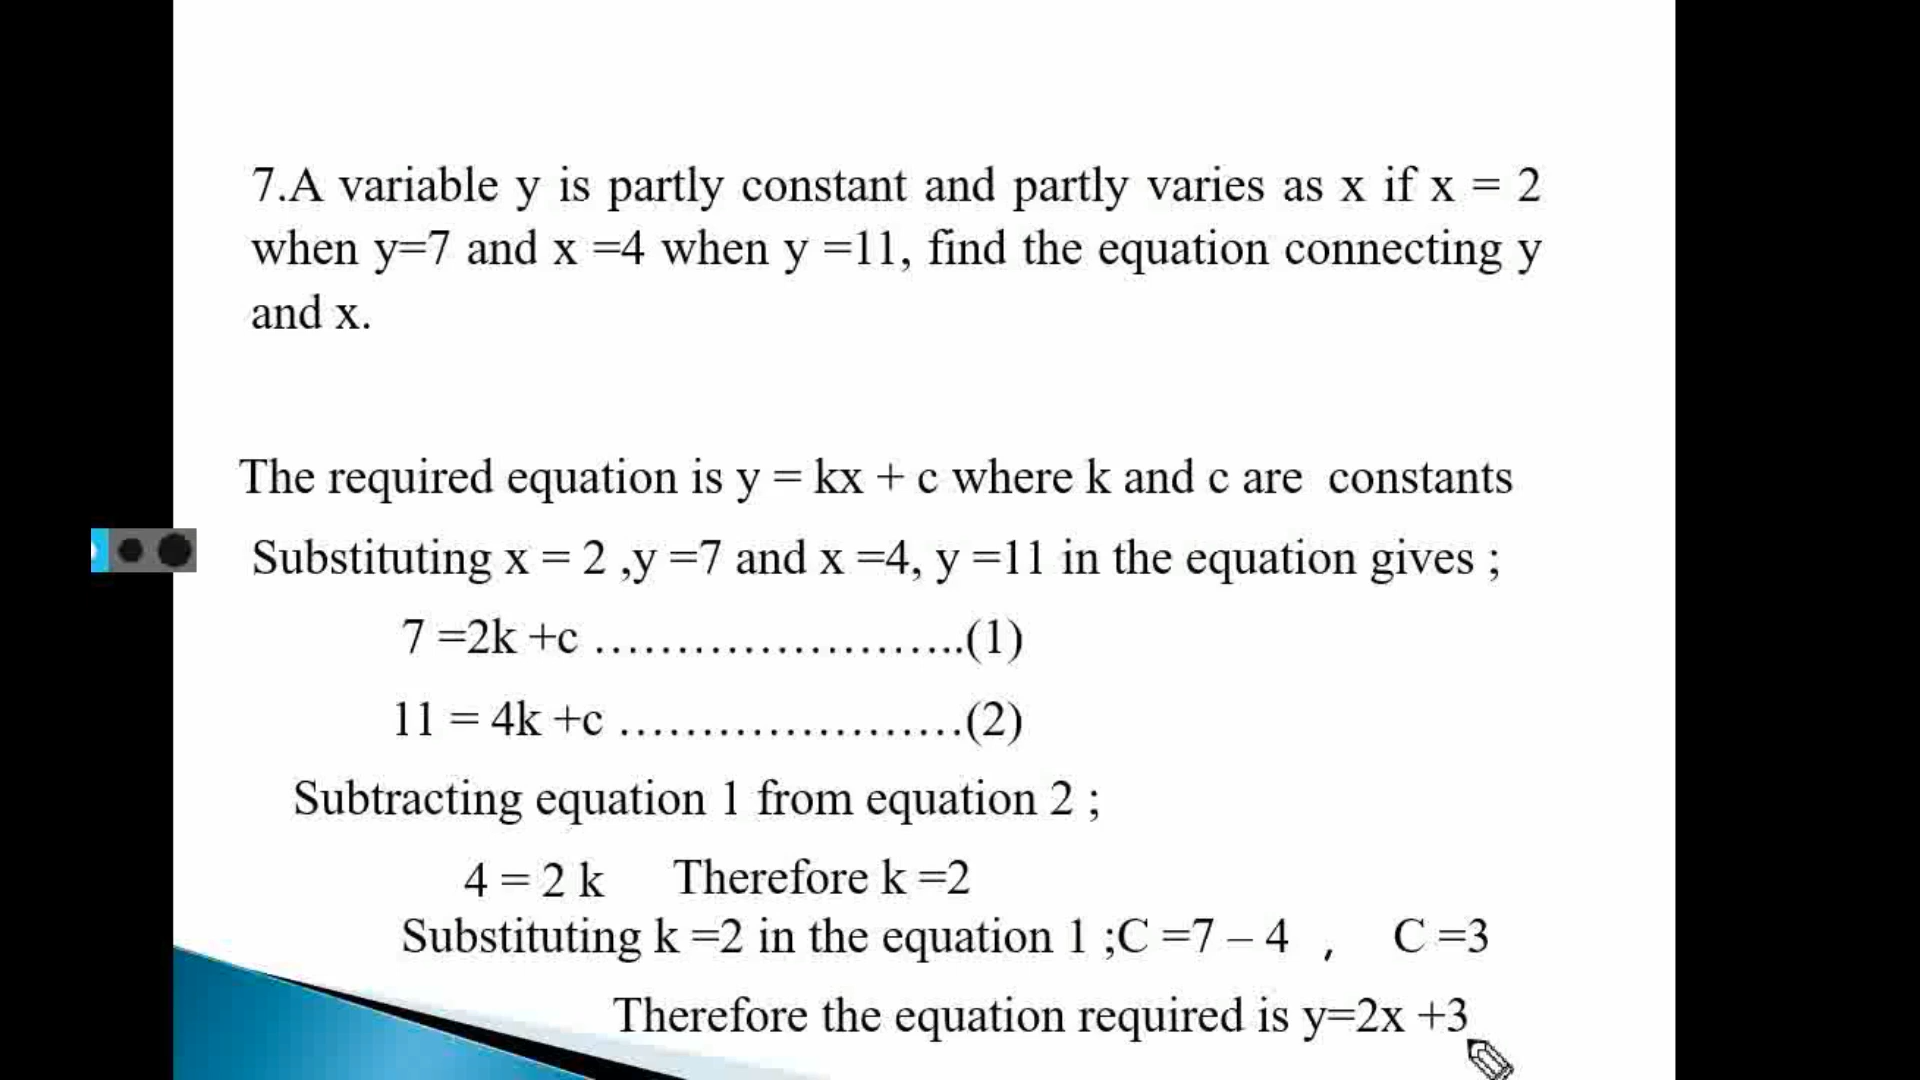 7.A variable y is partly constant and partly varies as x if x = 2
when y=7 and x =4 when y =11, find the equation connecting y
and x.
The required equation is y = kx + c where k and c are constants
Substituting x = 2 ,y =7 and x =4, y =11 in the equation gives ;
7 =2k +c ……………………..(1)
11 = 4k +c …………………(2)
Subtracting equation 1 from equation 2 ;
4 = 2 k Therefore k =2
Substituting k =2 in the equation 1 ;C =7 – 4 , C =3
Therefore the equation required is y=2x +3